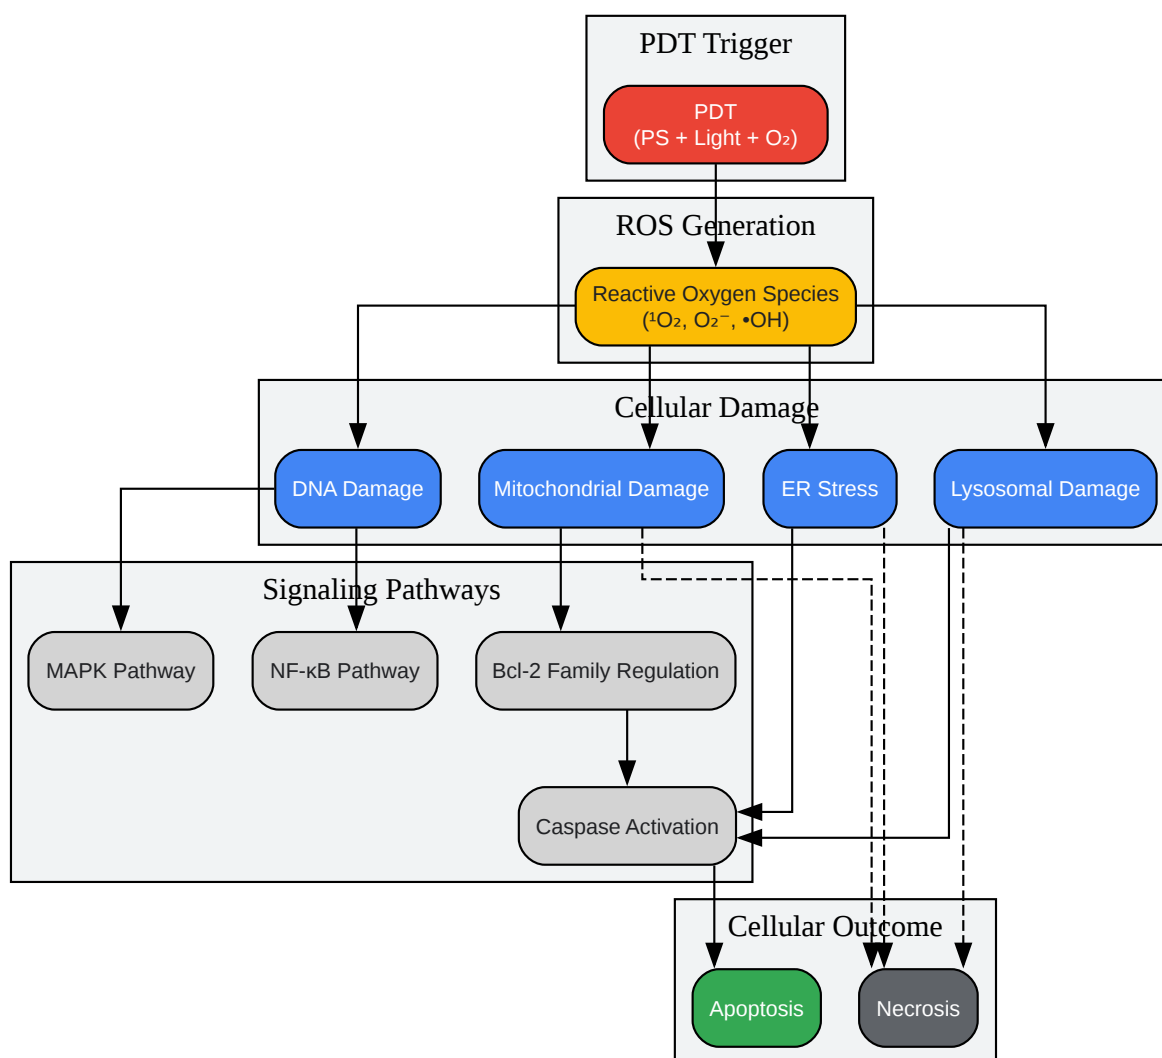 PDT Trigger
PDT
(PS + Light + O₂)
ROS Generation
Reactive Oxygen Species
(¹O₂, O₂⁻, •OH)
Cellular Damage
DNA Damage
Mitochondrial Damage
ER Stress
Lysosomal Damage
Signaling Pathways
MAPK Pathway
NF-κB Pathway
Bcl-2 Family Regulation
Caspase Activation
Cellular Outcome
Apoptosis
Necrosis